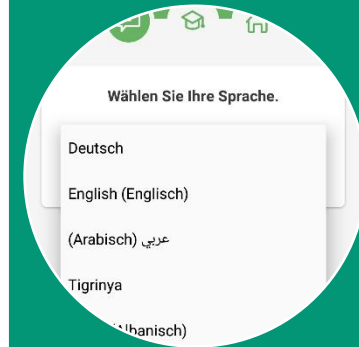 Wählen Sie Ihre Sprache.
Deutsch
English (Englisch)
عربي (Arabisch)
Tigrinya